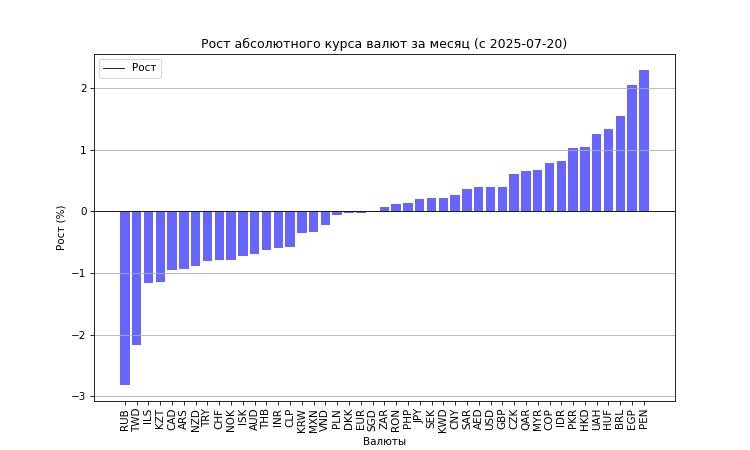 Рост абсолютного курса валют за месяц (с 2025-07-20)
Рост
2
1
0
−1
−2
−3
Рост (%)
RUB TWD ILS KZT CAD ARS NZD TRY CHF NOK ISK AUD THB INR CLP KRW MXN VND PLN DKK EUR SGD ZAR RON PHP JPY SEK KWD CNY SAR AED USD GBP CZK QAR MYR COP IDR PKR HKD UAH HUF BRL EGP PEN
Валюты